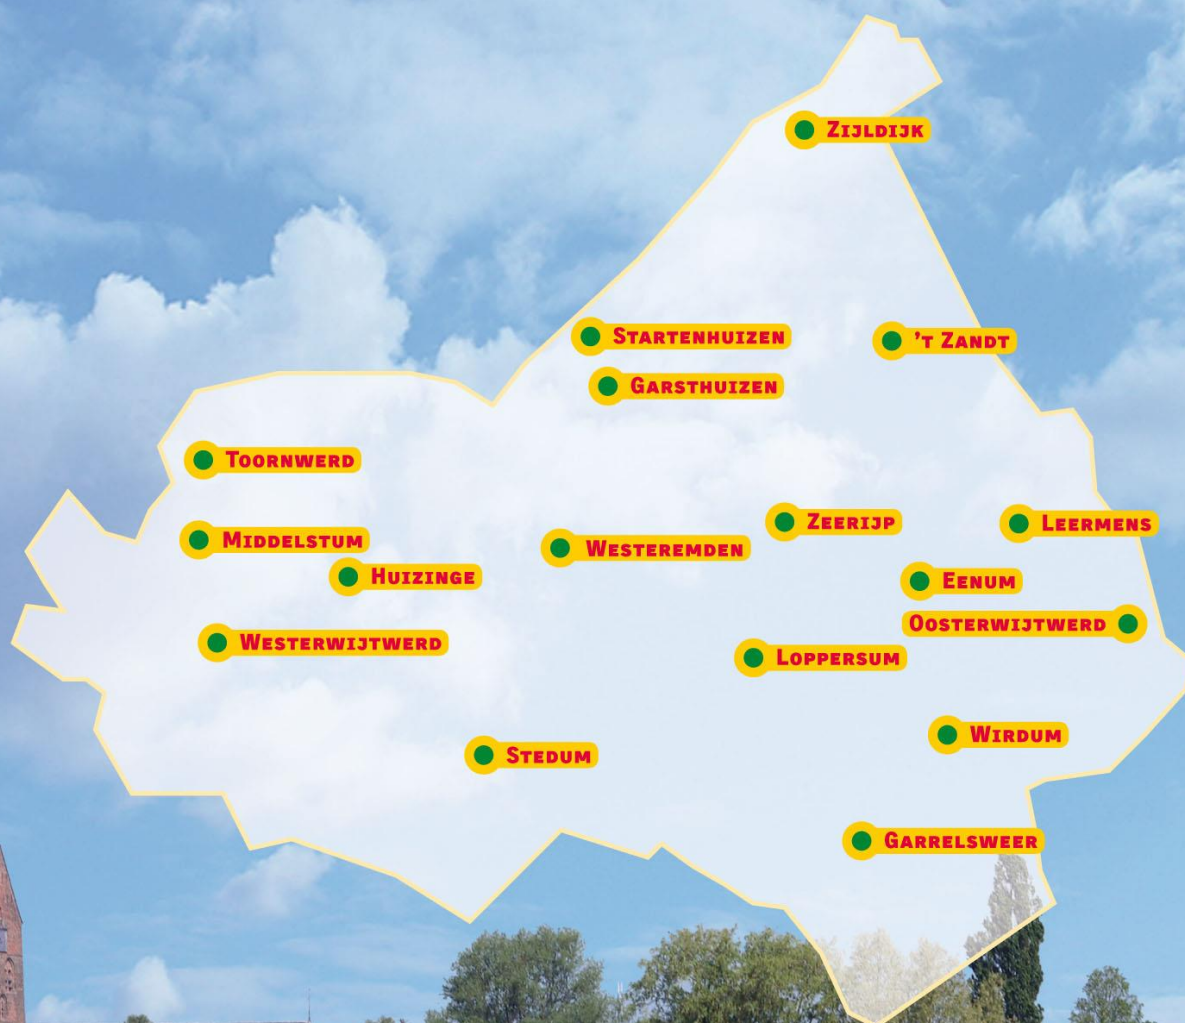 Zijldijk
Startenhuizen
't Zandt
Garsthuizen
Toornwerd
Zeerijp
Leermens
Middelstum
Westeremden
Huizinge
Eenum
Oosterwijtwerd
Westerwijtwerd
Loppersum
Wirdum
Stedum
Garrelsweer